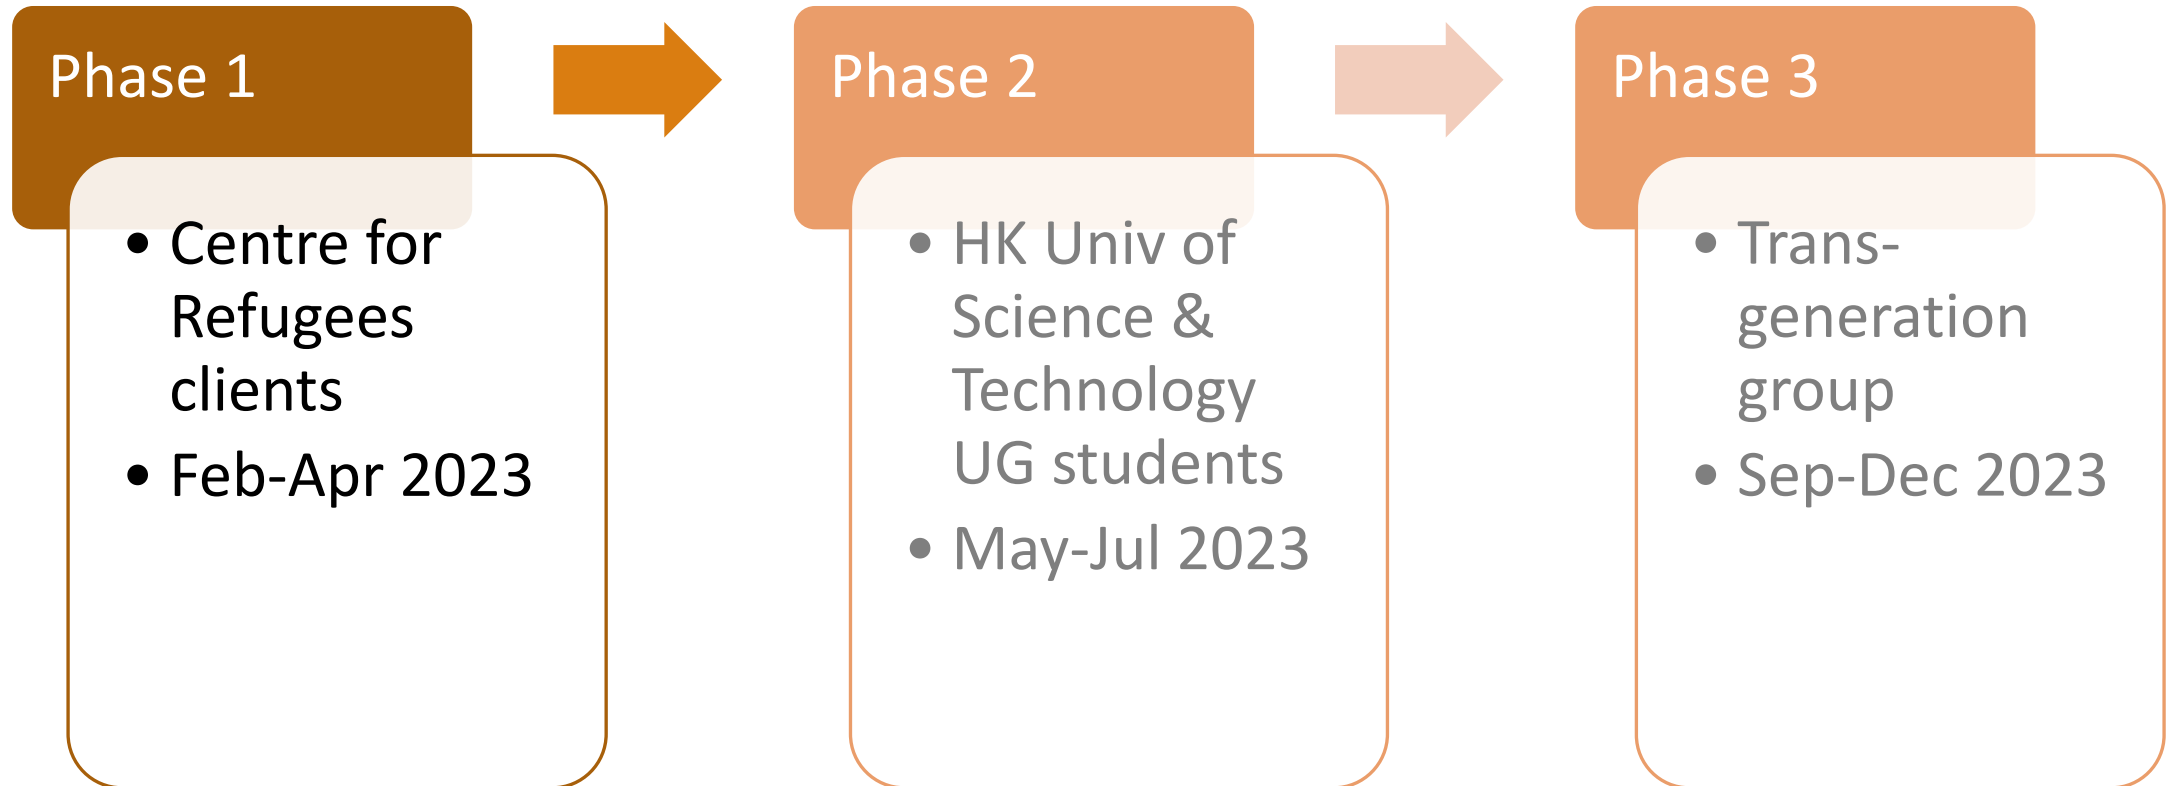 Phase 1
• Centre for
Refugees
clients
• Feb-Apr 2023
Phase 2
• HK Univ of
Science &
Technology
UG students
• May-Jul 2023
Phase 3
• Trans-
generation
group
• Sep-Dec 2023